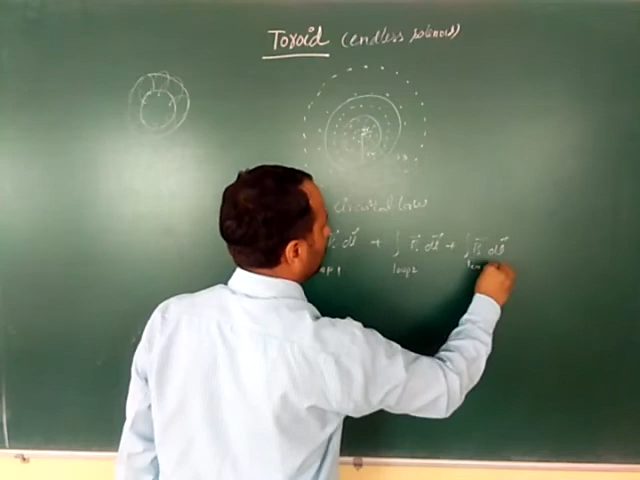 Toroid (endless solenoid)
circuital law
dl + ∫ B. dl + ∫ B. dl
loop 2